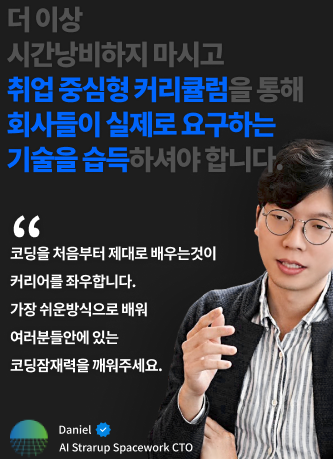 더 이상
시간낭비하지 마시고
취업 중심형 커리큘럼을 통해
회사들이 실제로 요구하는
기술을 습득하셔야 합니다.
“
코딩을 처음부터 제대로 배우는것이
커리어를 좌우합니다.
가장 쉬운방식으로 배워
여러분들안에 있는
코딩잠재력을 깨워주세요.
Daniel
AI Strarup Spacework CTO